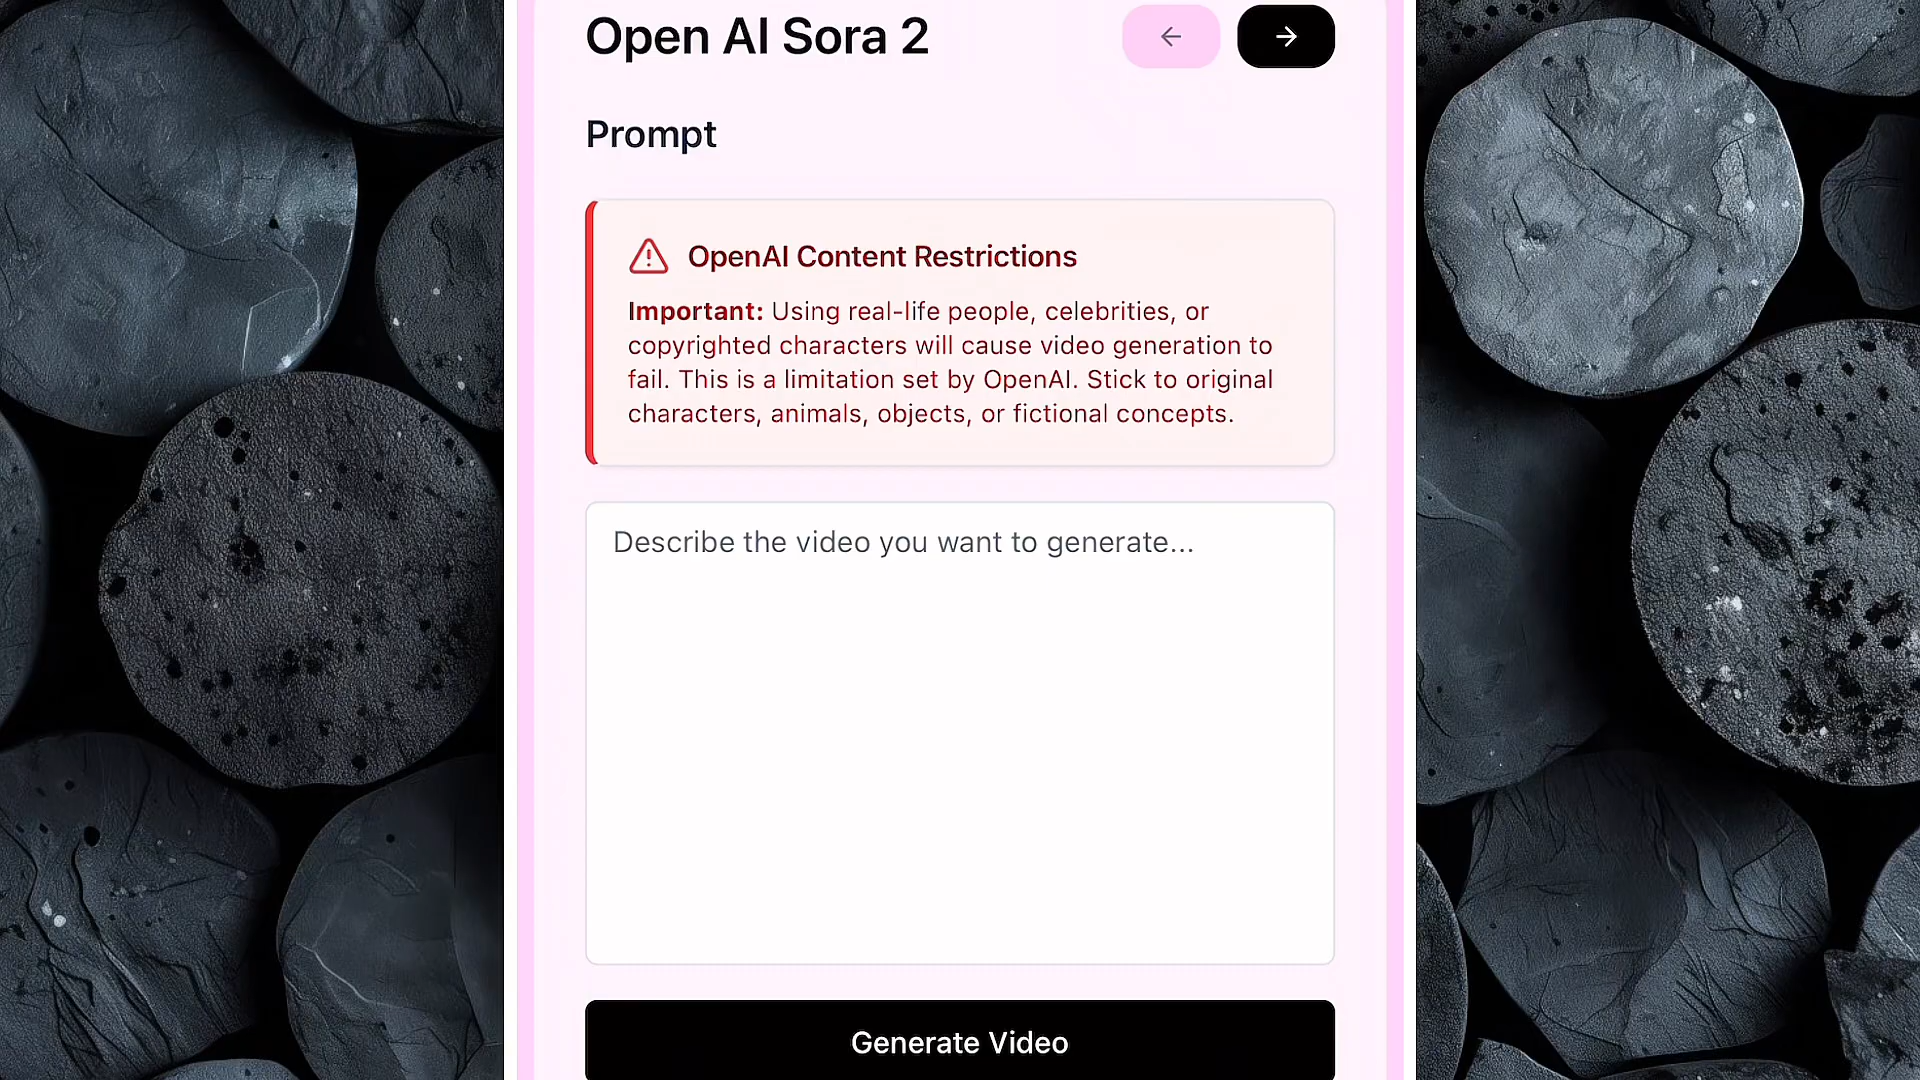 Open AI Sora 2
Prompt
OpenAI Content Restrictions
Important: Using real-life people, celebrities, or
copyrighted characters will cause video generation to
fail. This is a limitation set by OpenAI. Stick to original
characters, animals, objects, or fictional concepts.
Describe the video you want to generate...
Generate Video